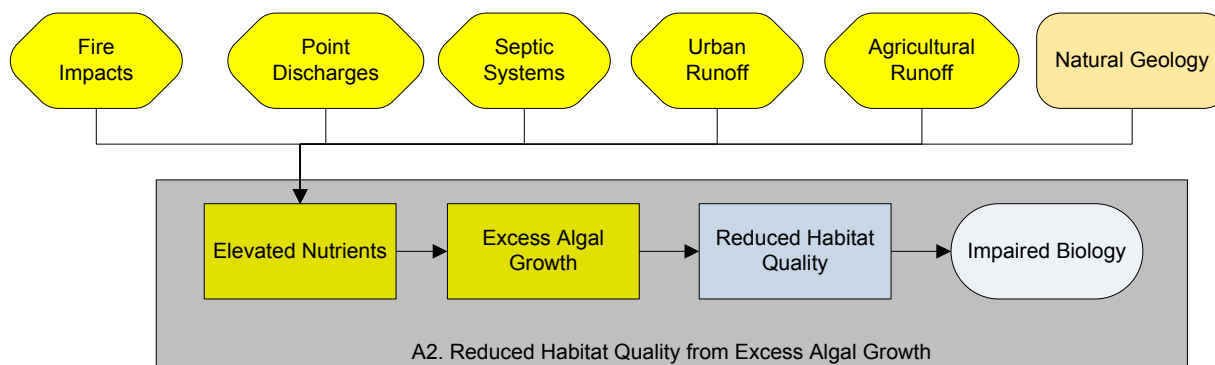 Fire
Impacts
Point
Discharges
Septic
Systems
Urban
Runoff
Agricultural
Runoff
Natural Geology
Elevated Nutrients
Excess Algal
Growth
Reduced Habitat
Quality
Impaired Biology
A2. Reduced Habitat Quality from Excess Algal Growth